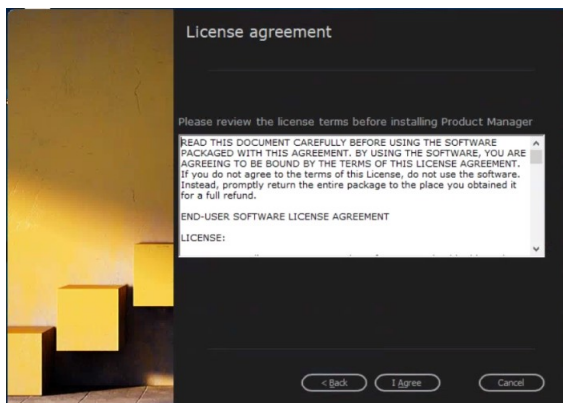 License agreement
Please review the license terms before installing Product Manager
READ THIS DOCUMENT CAREFULLY BEFORE USING THE SOFTWARE
PACKAGED WITH THIS AGREEMENT. BY USING THE SOFTWARE, YOU ARE
AGREEING TO BE BOUND BY THE TERMS OF THIS LICENSE AGREEMENT.
If you do not agree to the terms of this License, do not use the software.
Instead, promptly return the entire package to the place you obtained it
for a full refund.
END-USER SOFTWARE LICENSE AGREEMENT
LICENSE:
< Back
I Agree
Cancel